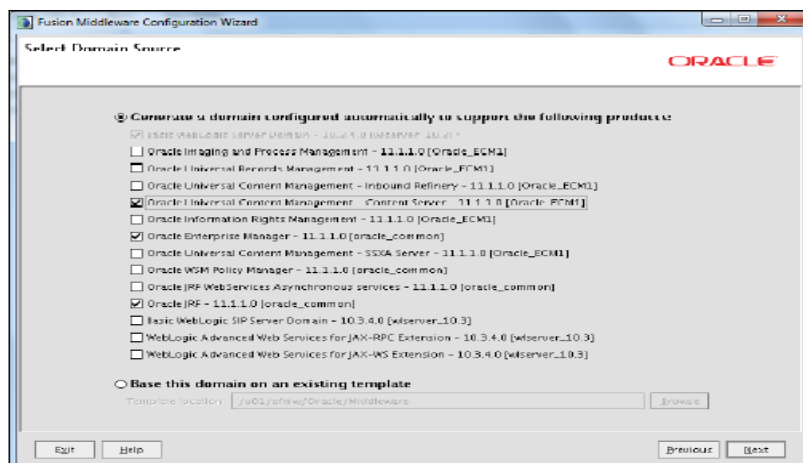 Fusion Middleware Configuration Wizard
Select Domain Source
ORACLE
Generate a domain configured automatically to support the following products:
Basic WebLogic Server Domain - 10.3.4.0 [wlserver_10.3]*
Oracle Imaging and Process Management - 11.1.1.0 [Oracle_ECM1]
Oracle Universal Records Management - 11.1.1.0 [Oracle_ECM1]
Oracle Universal Content Management - Inbound Refinery - 11.1.1.0 [Oracle_ECM1]
Oracle Universal Content Management - Content Server - 11.1.1.0 [Oracle_ECM1]
Oracle Information Rights Management - 11.1.1.0 [Oracle_ECM1]
Oracle Enterprise Manager - 11.1.1.0 [oracle_common]
Oracle Universal Content Management - SSXA Server - 11.1.1.0 [Oracle_ECM1]
Oracle WSM Policy Manager - 11.1.1.0 [oracle_common]
Oracle JRF WebServices Asynchronous services - 11.1.1.0 [oracle_common]
Oracle JRF - 11.1.1.0 [oracle_common]
Basic WebLogic SIP Server Domain - 10.3.4.0 [wlserver_10.3]
WebLogic Advanced Web Services for JAX-RPC Extension - 10.3.4.0 [wlserver_10.3]
WebLogic Advanced Web Services for JAX-WS Extension - 10.3.4.0 [wlserver_10.3]
Base this domain on an existing template
Template location: /u01/ofmw/Oracle/Middleware Browse
Exit Help Previous Next